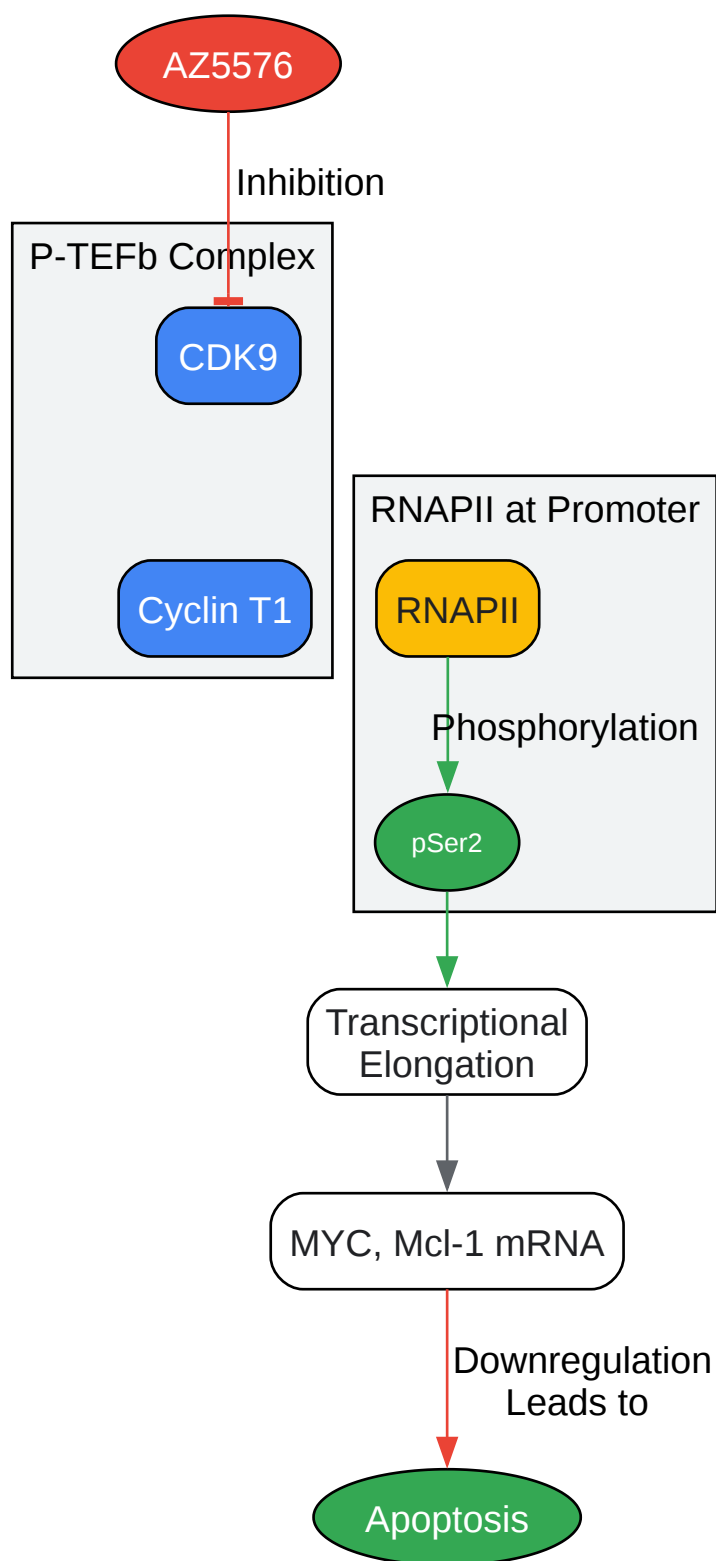 AZ5576
Inhibition
P-TEFb Complex
CDK9
RNAPII at Promoter
Cyclin T1
RNAPII
Phosphorylation
pSer2
Transcriptional
Elongation
MYC, Mcl-1 mRNA
Downregulation
Leads to
Apoptosis